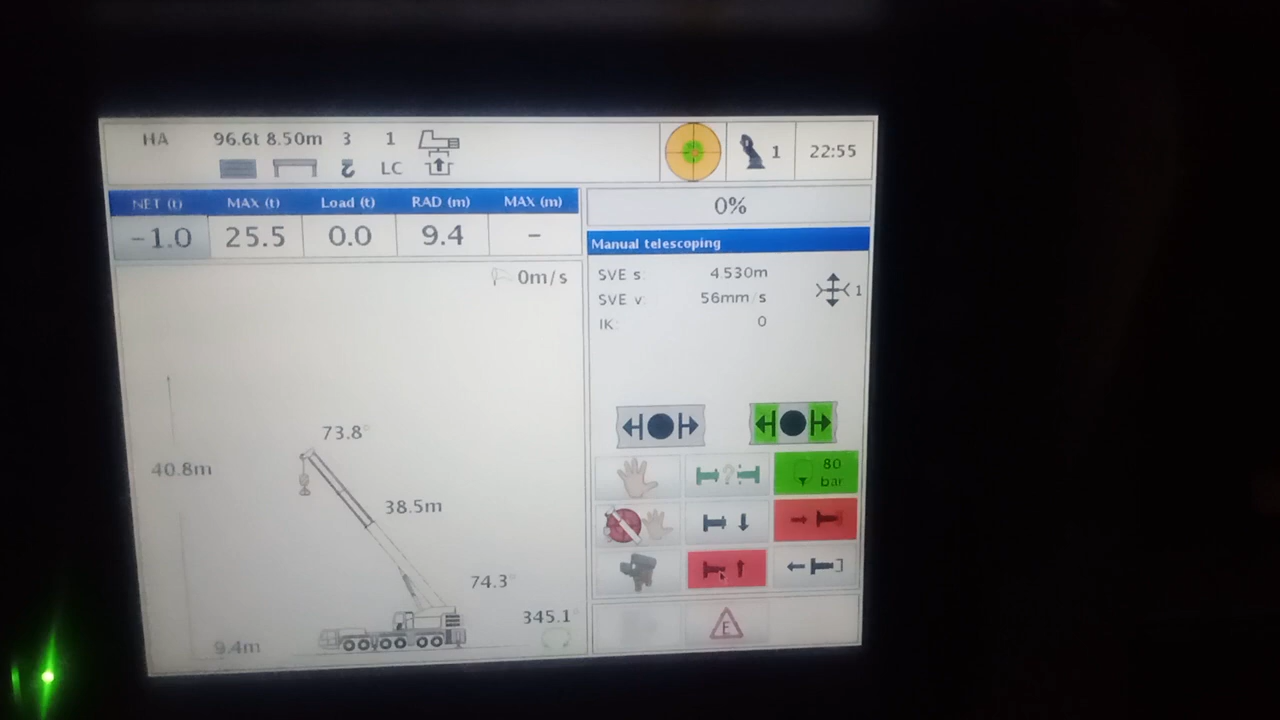 HA 96.6t 8.50m 3 1
LC
1
22:55
NET (t) MAX (t) Load (t) RAD (m) MAX (m)
-1.0 25.5 0.0 9.4 -
0%
Manual telescoping
0m/s
SVE s: 4.530m
SVE v: 56mm/s
1
IK: 0
73.8°
40.8m
38.5m
80
bar
?
74.3°
345.1°
9.4m
E